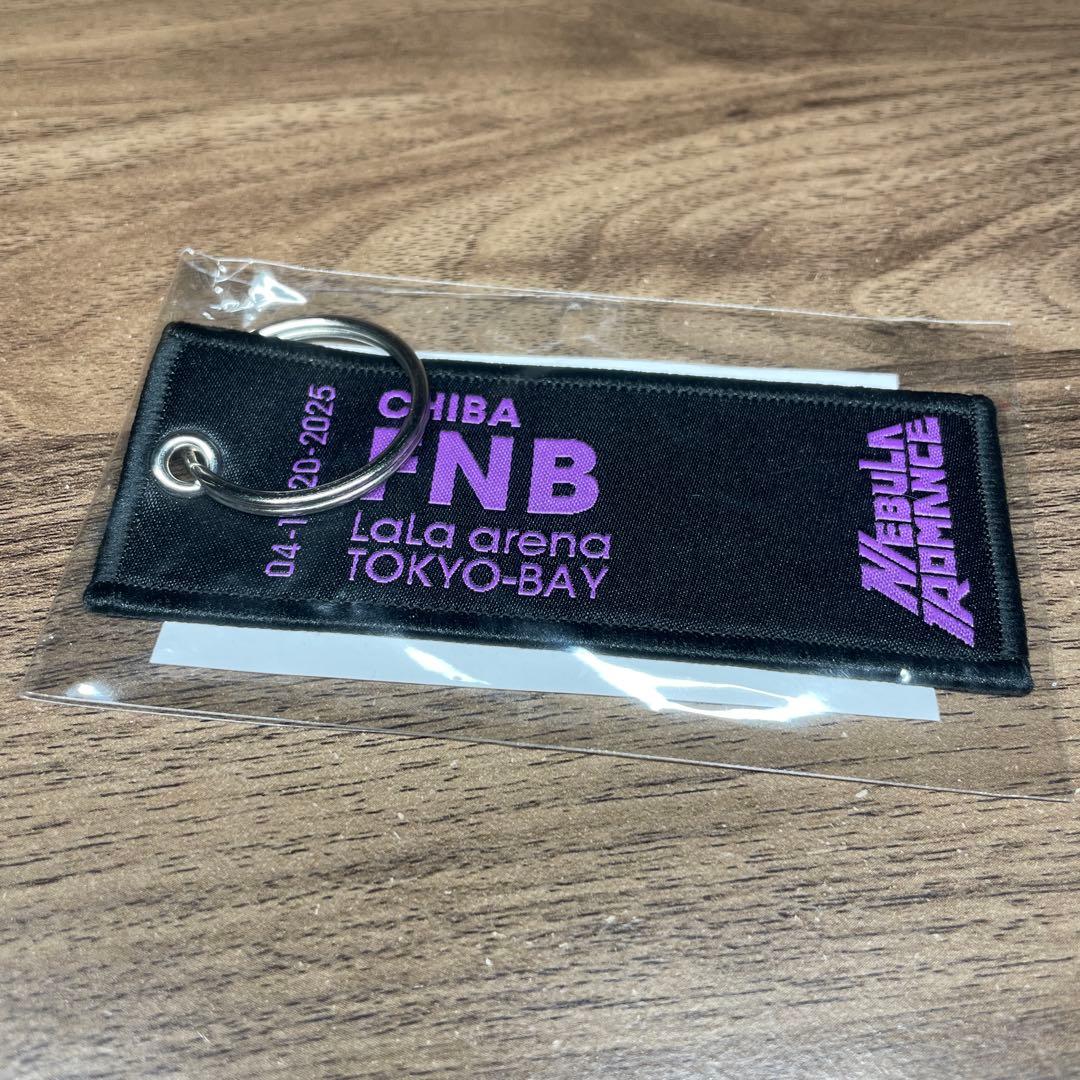 04-1 20-2025
CHIBA
FNB
LaLa arena
TOKYO-BAY
NEBULA
ROMANCE